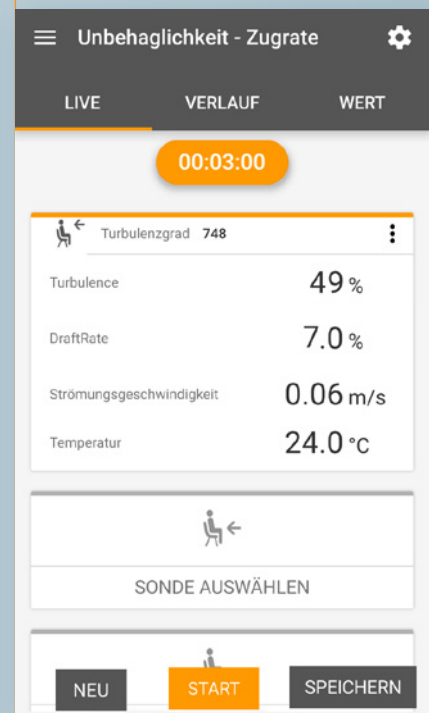 Unbehaglichkeit - Zugrate
LIVE VERLAUF WERT
00:03:00
Turbulenzgrad 748
Turbulence 49 %
DraftRate 7.0 %
Strömungsgeschwindigkeit 0.06 m/s
Temperatur 24.0 °C
SONDE AUSWÄHLEN
NEU START SPEICHERN